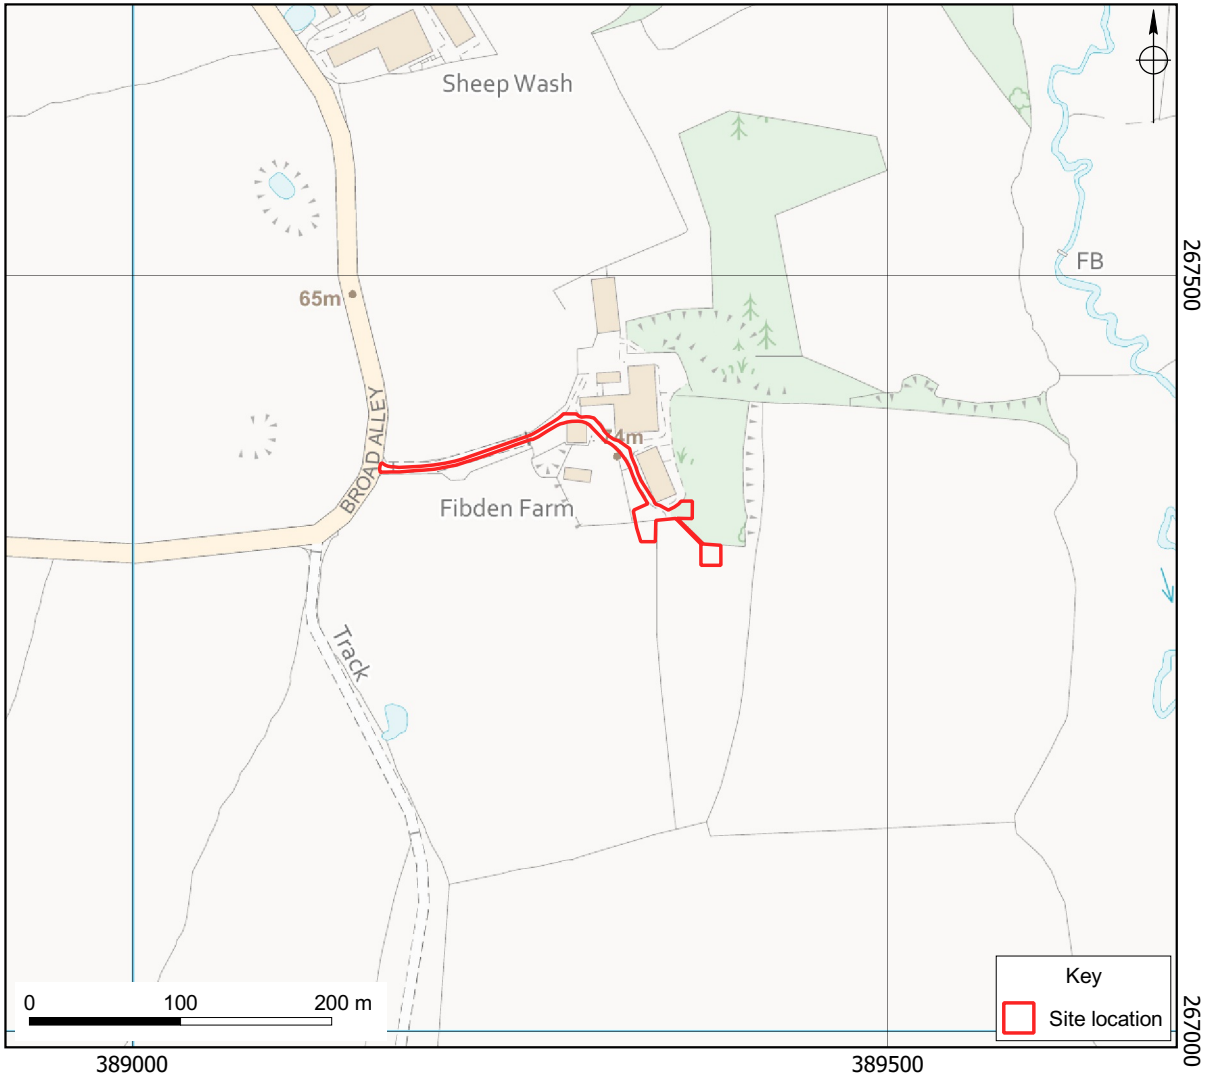 Sheep Wash
FB
267500
65m
BROAD ALLEY
4m
Fibden Farm
Track
Key
Site location
0 100 200 m
267000
389000 389500